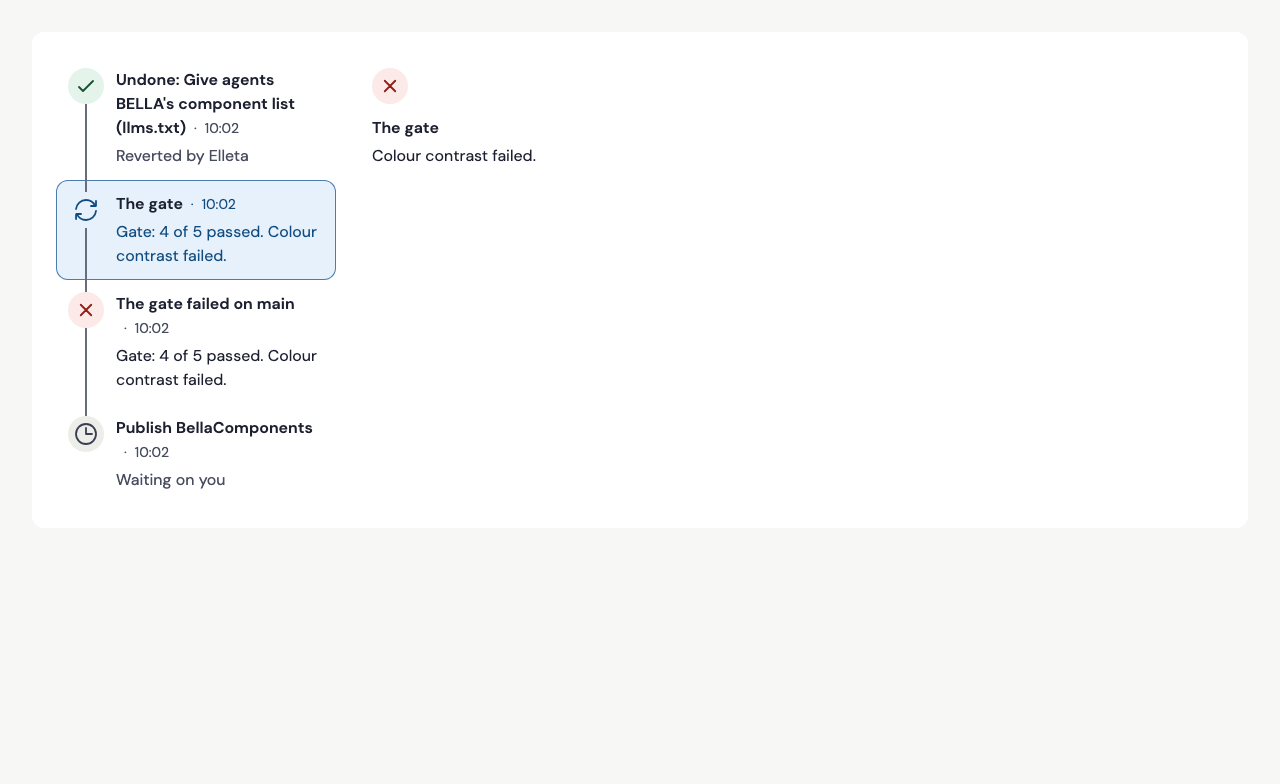 Undone: Give agents
BELLA's component list
(llms.txt) · 10:02
Reverted by Elleta
The gate · 10:02
Gate: 4 of 5 passed. Colour
contrast failed.
The gate failed on main
· 10:02
Gate: 4 of 5 passed. Colour
contrast failed.
Publish BellaComponents
· 10:02
Waiting on you
The gate
Colour contrast failed.